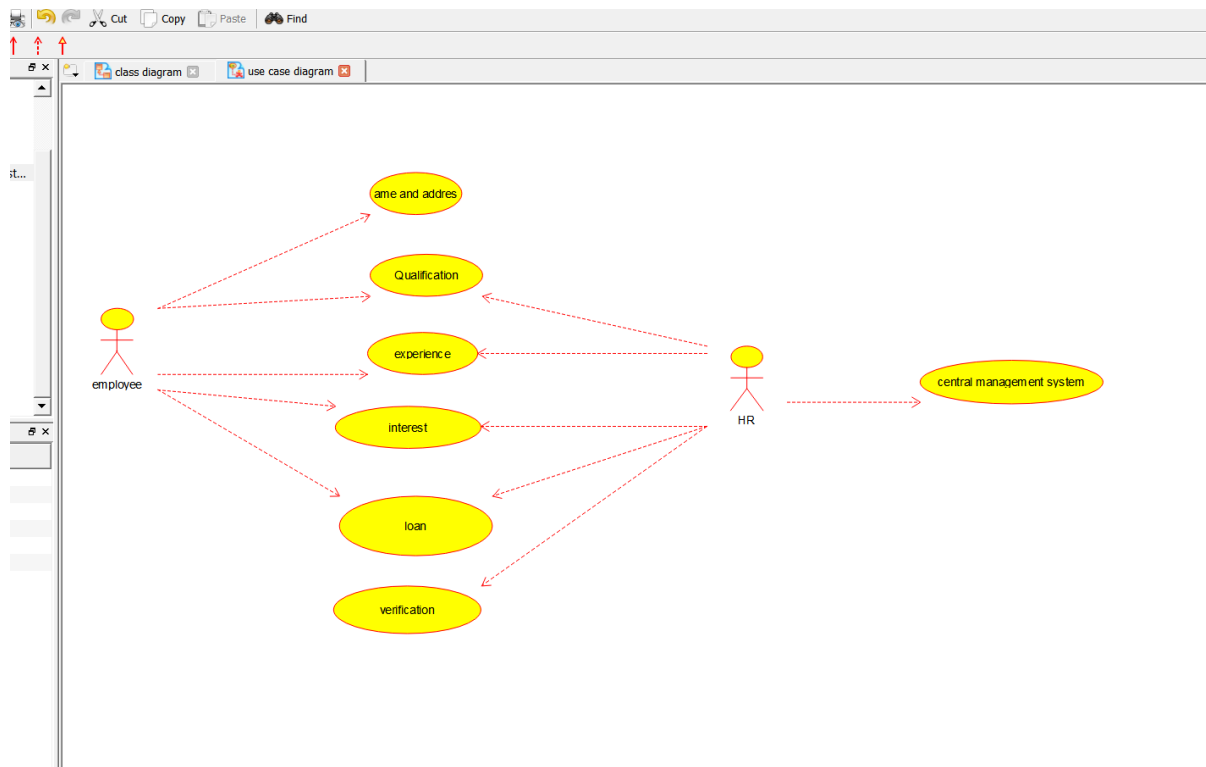 Cut Copy Paste Find
class diagram use case diagram
st...
ame and addres
Qualification
experience
employee
interest
loan
verification
HR
central management system